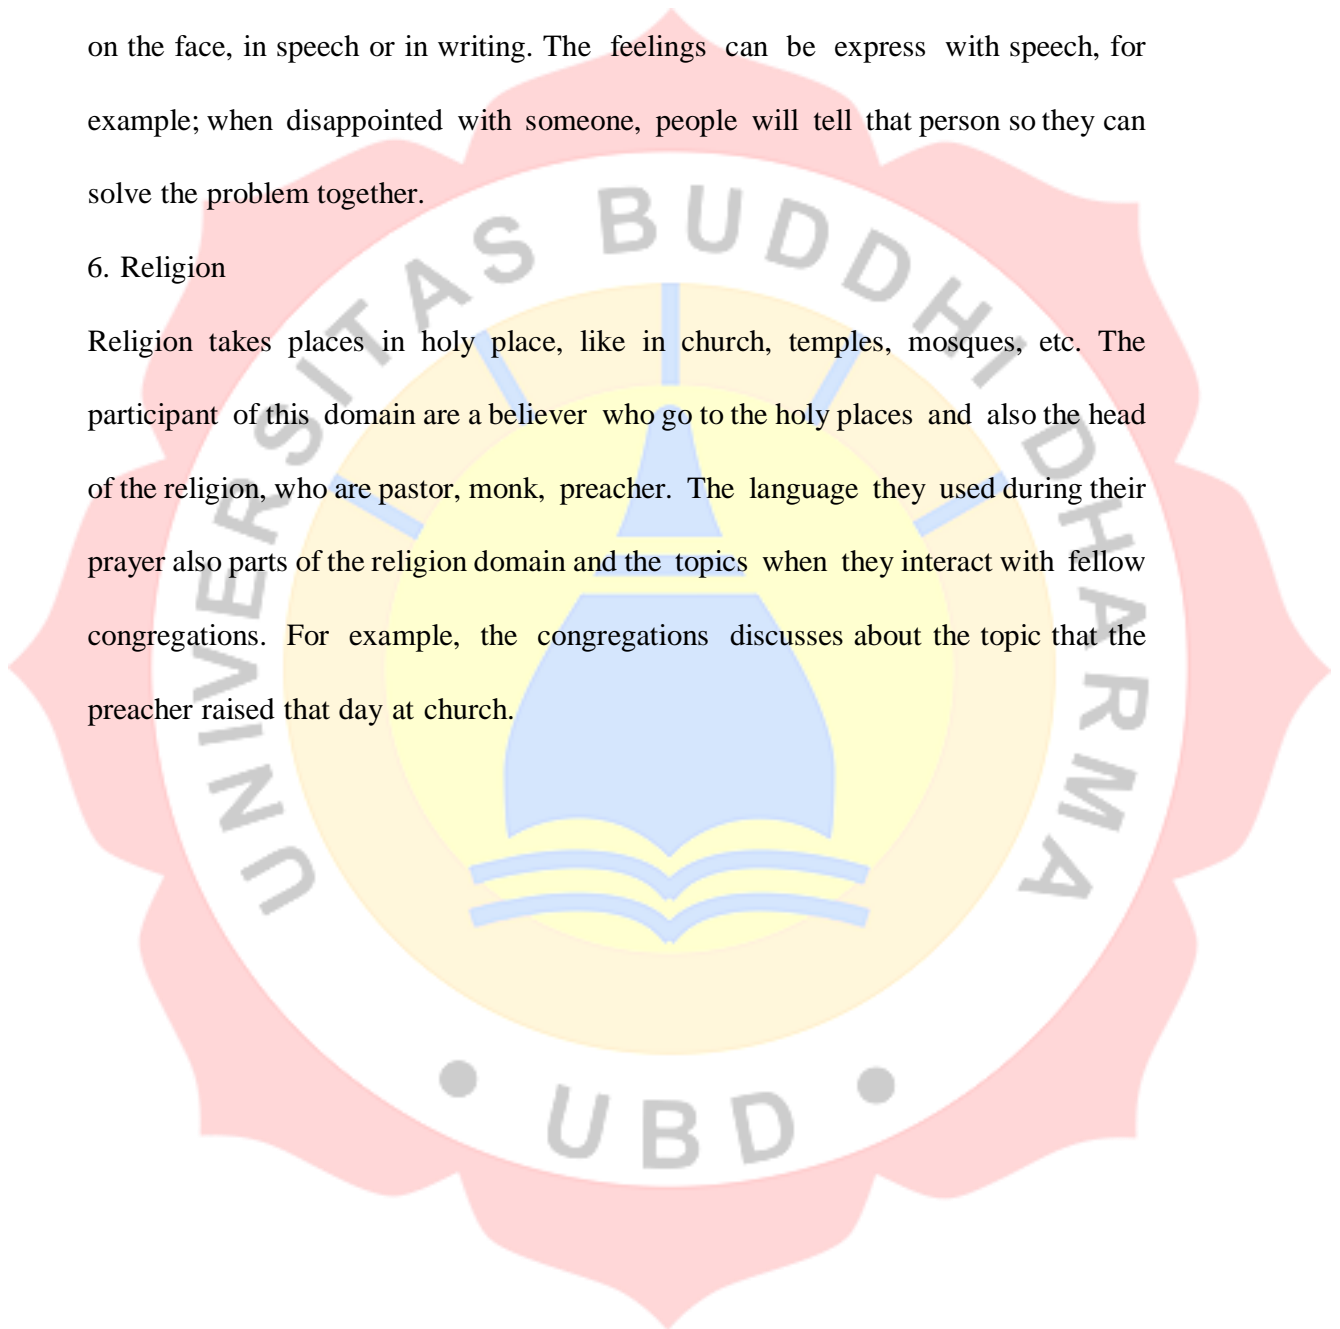 on the face, in speech or in writing. The feelings can be express with speech, for
example; when disappointed with someone, people will tell that person so they can
solve the problem together.
6. Religion
Religion takes places in holy place, like in church, temples, mosques, etc. The
participant of this domain are a believer who go to the holy places and also the head
of the religion, who are pastor, monk, preacher. The language they used during their
prayer also parts of the religion domain and the topics when they interact with fellow
congregations. For example, the congregations discusses about the topic that the
preacher raised that day at church.
UNIVERSITAS BUDDHI DHARMA
UBD